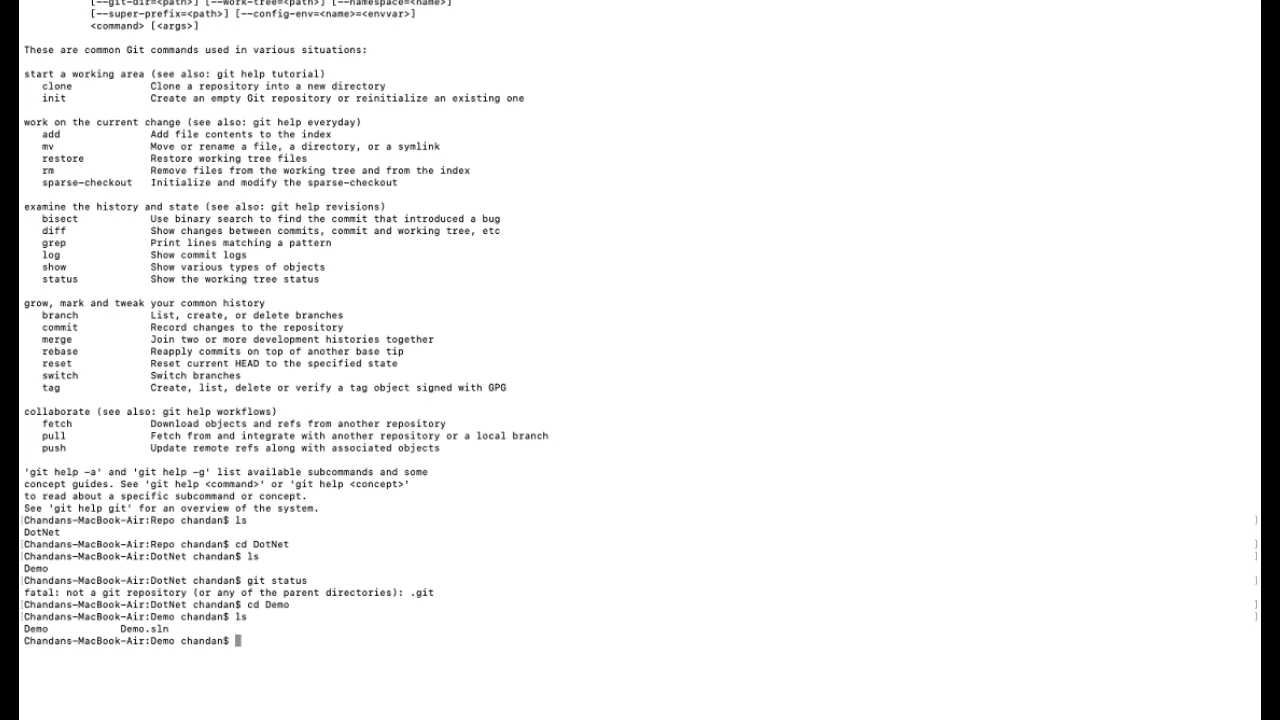 [--git-dir=<path>] [--work-tree=<path>] [--namespace=<name>]
[--super-prefix=<path>] [--config-env=<name>=<envvar>]
<command> [<args>]
These are common Git commands used in various situations:
start a working area (see also: git help tutorial)
clone Clone a repository into a new directory
init Create an empty Git repository or reinitialize an existing one
work on the current change (see also: git help everyday)
add Add file contents to the index
mv Move or rename a file, a directory, or a symlink
restore Restore working tree files
rm Remove files from the working tree and from the index
sparse-checkout Initialize and modify the sparse-checkout
examine the history and state (see also: git help revisions)
bisect Use binary search to find the commit that introduced a bug
diff Show changes between commits, commit and working tree, etc
grep Print lines matching a pattern
log Show commit logs
show Show various types of objects
status Show the working tree status
grow, mark and tweak your common history
branch List, create, or delete branches
commit Record changes to the repository
merge Join two or more development histories together
rebase Reapply commits on top of another base tip
reset Reset current HEAD to the specified state
switch Switch branches
tag Create, list, delete or verify a tag object signed with GPG
collaborate (see also: git help workflows)
fetch Download objects and refs from another repository
pull Fetch from and integrate with another repository or a local branch
push Update remote refs along with associated objects
'git help -a' and 'git help -g' list available subcommands and some
concept guides. See 'git help <command>' or 'git help <concept>'
to read about a specific subcommand or concept.
See 'git help git' for an overview of the system.
[Chandans-MacBook-Air:Repo chandan$ ls ]
DotNet
[Chandans-MacBook-Air:Repo chandan$ cd DotNet ]
[Chandans-MacBook-Air:DotNet chandan$ ls ]
Demo
[Chandans-MacBook-Air:DotNet chandan$ git status ]
fatal: not a git repository (or any of the parent directories): .git
[Chandans-MacBook-Air:DotNet chandan$ cd Demo ]
[Chandans-MacBook-Air:Demo chandan$ ls ]
Demo Demo.sln
Chandans-MacBook-Air:Demo chandan$